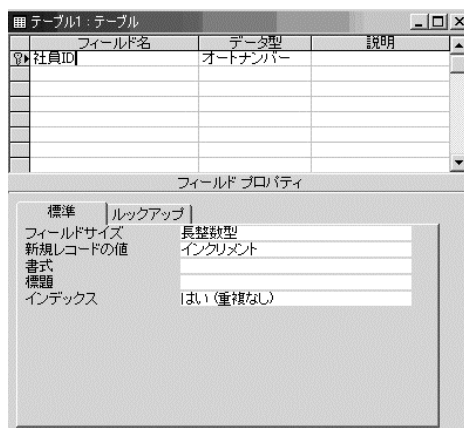 テーブル1：テーブル
フィールド名 データ型 説明
社員ID オートナンバー
フィールド プロパティ
標準 ルックアップ
フィールドサイズ 長整数型
新規レコードの値 インクリメント
書式
標題
インデックス はい (重複なし)